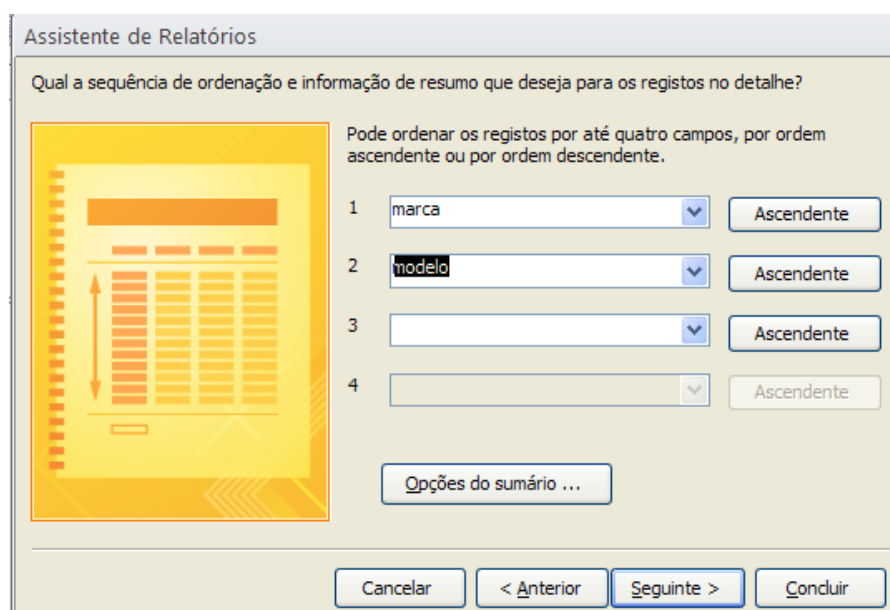 Assistente de Relatórios
Qual a sequência de ordenação e informação de resumo que deseja para os registos no detalhe?
Pode ordenar os registos por até quatro campos, por ordem
ascendente ou por ordem descendente.
1 marca Ascendente
2 modelo Ascendente
3 Ascendente
4 Ascendente
Opções do sumário ...
Cancelar < Anterior Seguinte > Concluir